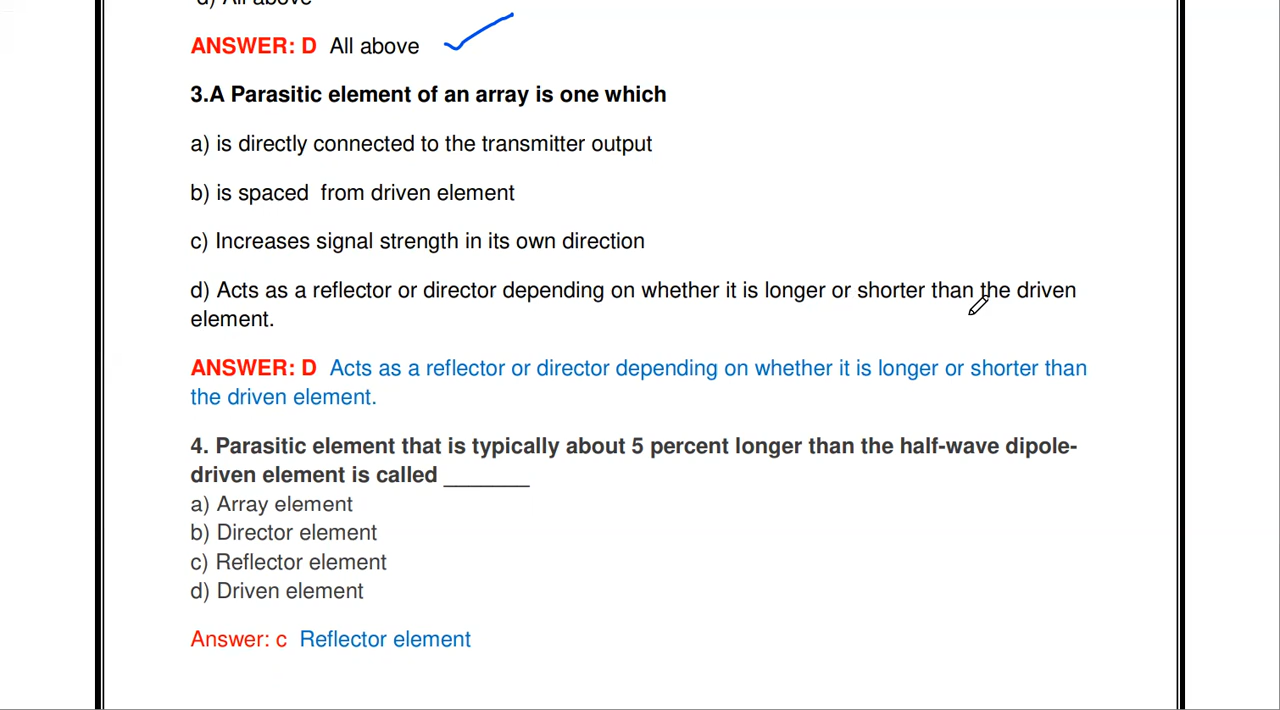 d) All above
ANSWER: D All above
3.A Parasitic element of an array is one which
a) is directly connected to the transmitter output
b) is spaced from driven element
c) Increases signal strength in its own direction
d) Acts as a reflector or director depending on whether it is longer or shorter than the driven
element.
ANSWER: D Acts as a reflector or director depending on whether it is longer or shorter than
the driven element.
4. Parasitic element that is typically about 5 percent longer than the half-wave dipole-
driven element is called _______
a) Array element
b) Director element
c) Reflector element
d) Driven element
Answer: c Reflector element